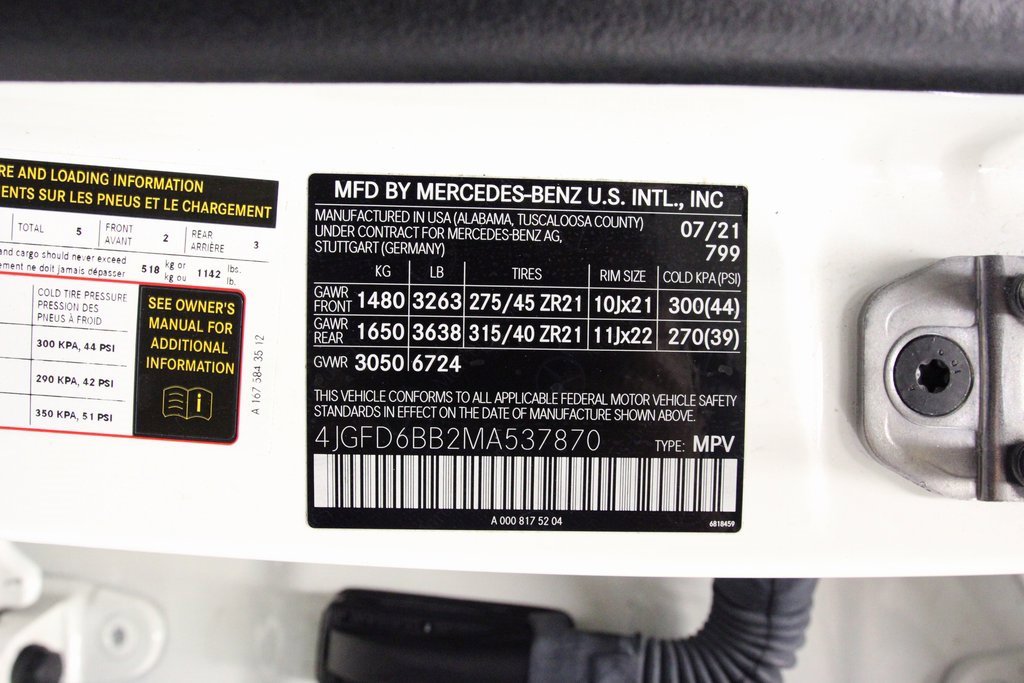 RE AND LOADING INFORMATION
ENTS SUR LES PNEUS ET LE CHARGEMENT
TOTAL 5 FRONT AVANT 2 REAR ARRIÈRE 3
and cargo should never exceed
ement ne doit jamais dépasser 518 kg or kg ou 1142 lbs. lb.
COLD TIRE PRESSURE
PRESSION DES
PNEUS À FROID
300 KPA, 44 PSI
290 KPA, 42 PSI
350 KPA, 51 PSI
SEE OWNER'S
MANUAL FOR
ADDITIONAL
INFORMATION
i
A 167 584 35 12
MFD BY MERCEDES-BENZ U.S. INTL., INC
MANUFACTURED IN USA (ALABAMA, TUSCALOOSA COUNTY)
UNDER CONTRACT FOR MERCEDES-BENZ AG,
STUTTGART (GERMANY)
07/21
799
KG LB TIRES RIM SIZE COLD KPA(PSI)
GAWR FRONT 1480 3263 275/45 ZR21 10Jx21 300(44)
GAWR REAR 1650 3638 315/40 ZR21 11Jx22 270(39)
GVWR 3050 6724
THIS VEHICLE CONFORMS TO ALL APPLICABLE FEDERAL MOTOR VEHICLE SAFETY
STANDARDS IN EFFECT ON THE DATE OF MANUFACTURE SHOWN ABOVE.
4JGFD6BB2MA537870 TYPE: MPV
A 000 817 52 04
6818459